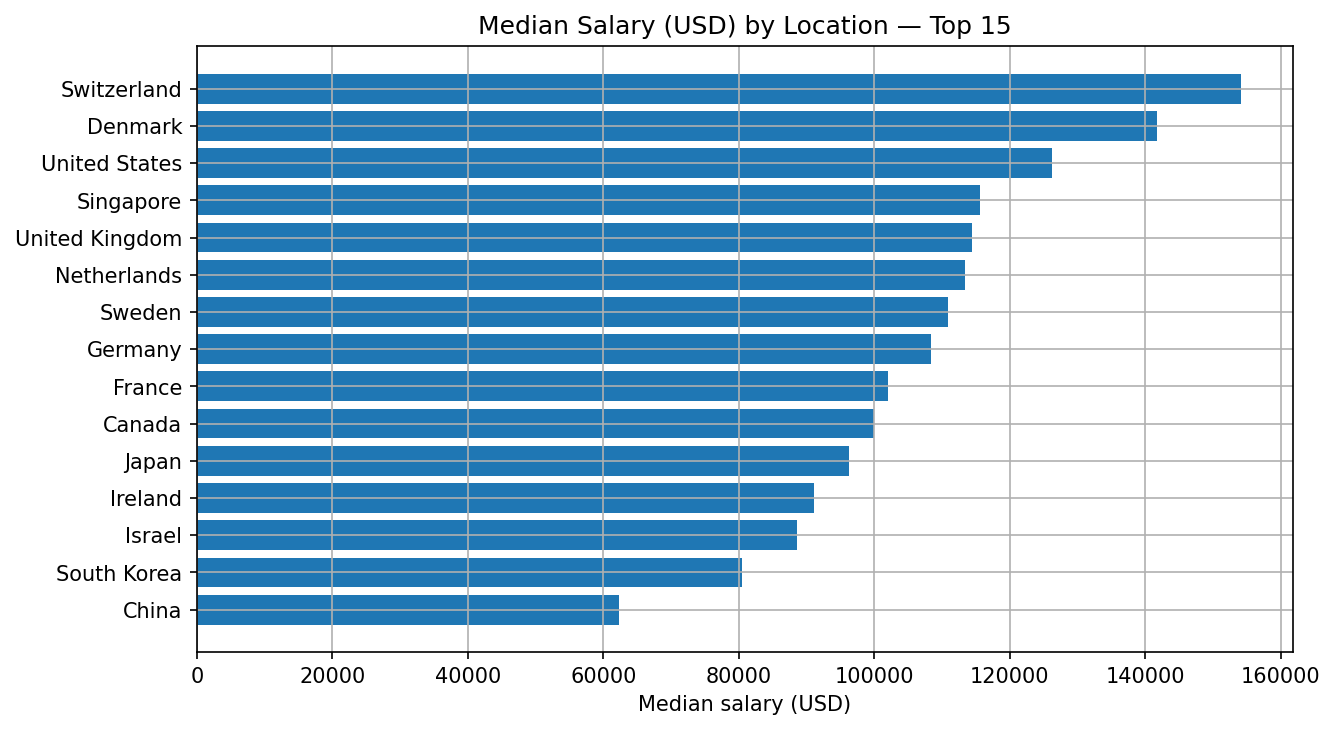 Median Salary (USD) by Location — Top 15
Switzerland
Denmark
United States
Singapore
United Kingdom
Netherlands
Sweden
Germany
France
Canada
Japan
Ireland
Israel
South Korea
China
0 20000 40000 60000 80000 100000 120000 140000 160000
Median salary (USD)